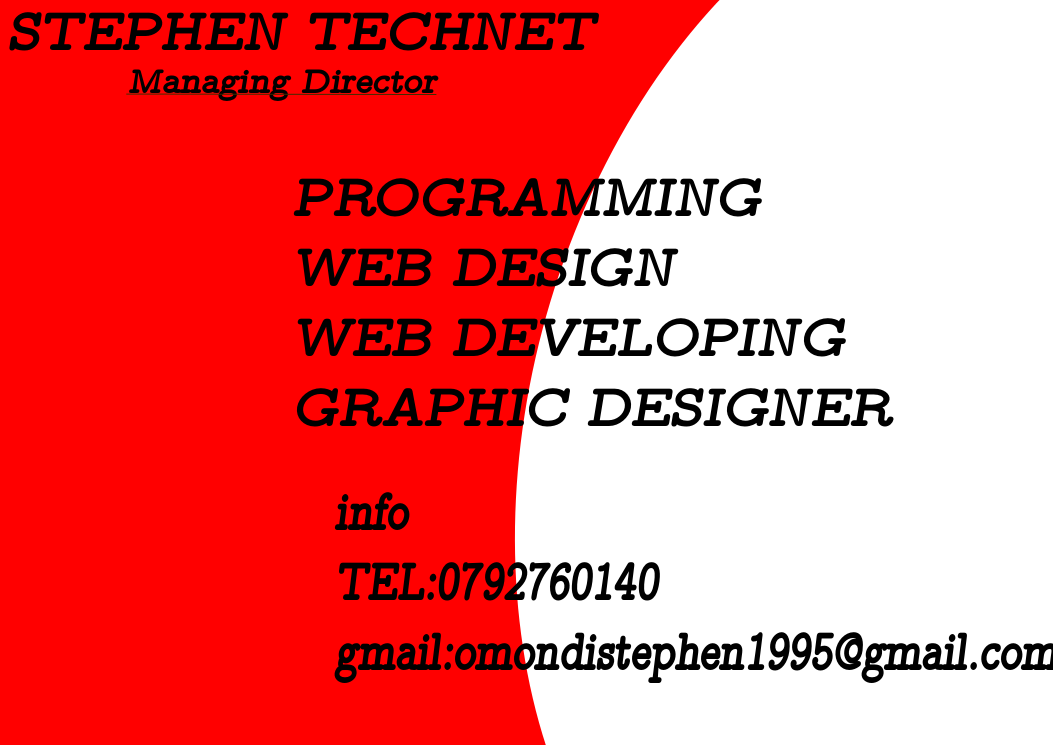 STEPHEN TECHNET
Managing Director
PROGRAMMING
WEB DESIGN
WEB DEVELOPING
GRAPHIC DESIGNER
info
TEL:0792760140
gmail:omondistephen1995@gmail.com